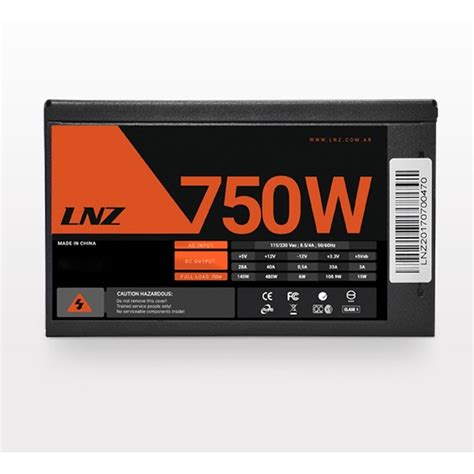 WWW.LNZ.COM.AR
LNZ
750W
MADE IN CHINA
AC INPUT 115/230 Vac ; 8.5/4A ; 50/60Hz
DC OUTPUT +5V +12V -12V +3.3V +5Vsb
28A 40A 0,5A 33A 3A
FULL LOAD 750W 140W 480W 6W 108.9W 15W
CAUTION HAZARDOUS:
Do not remove this cover!
Trained service people only!
No serviceable components inside!
CE
FC
CLASS 1
LNZ20170700470